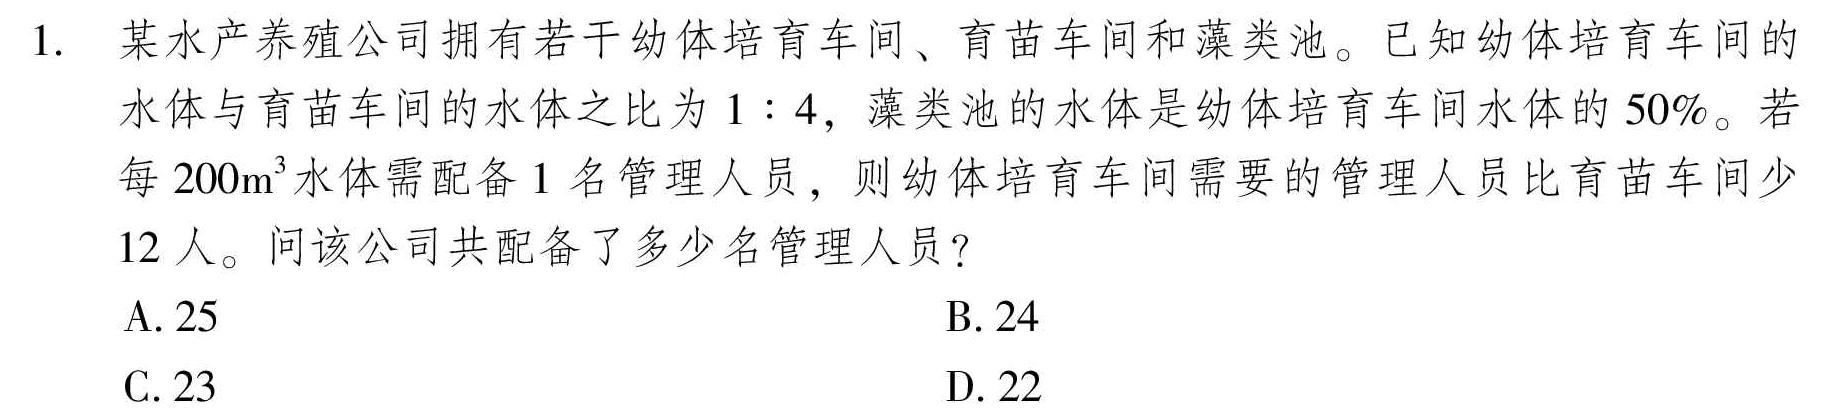 1. 某水产养殖公司拥有若干幼体培育车间、育苗车间和藻类池。已知幼体培育车间的
水体与育苗车间的水体之比为 1∶4，藻类池的水体是幼体培育车间水体的 50%。若
每 200m³水体需配备 1 名管理人员，则幼体培育车间需要的管理人员比育苗车间少
12 人。问该公司共配备了多少名管理人员？
A. 25 B. 24
C. 23 D. 22